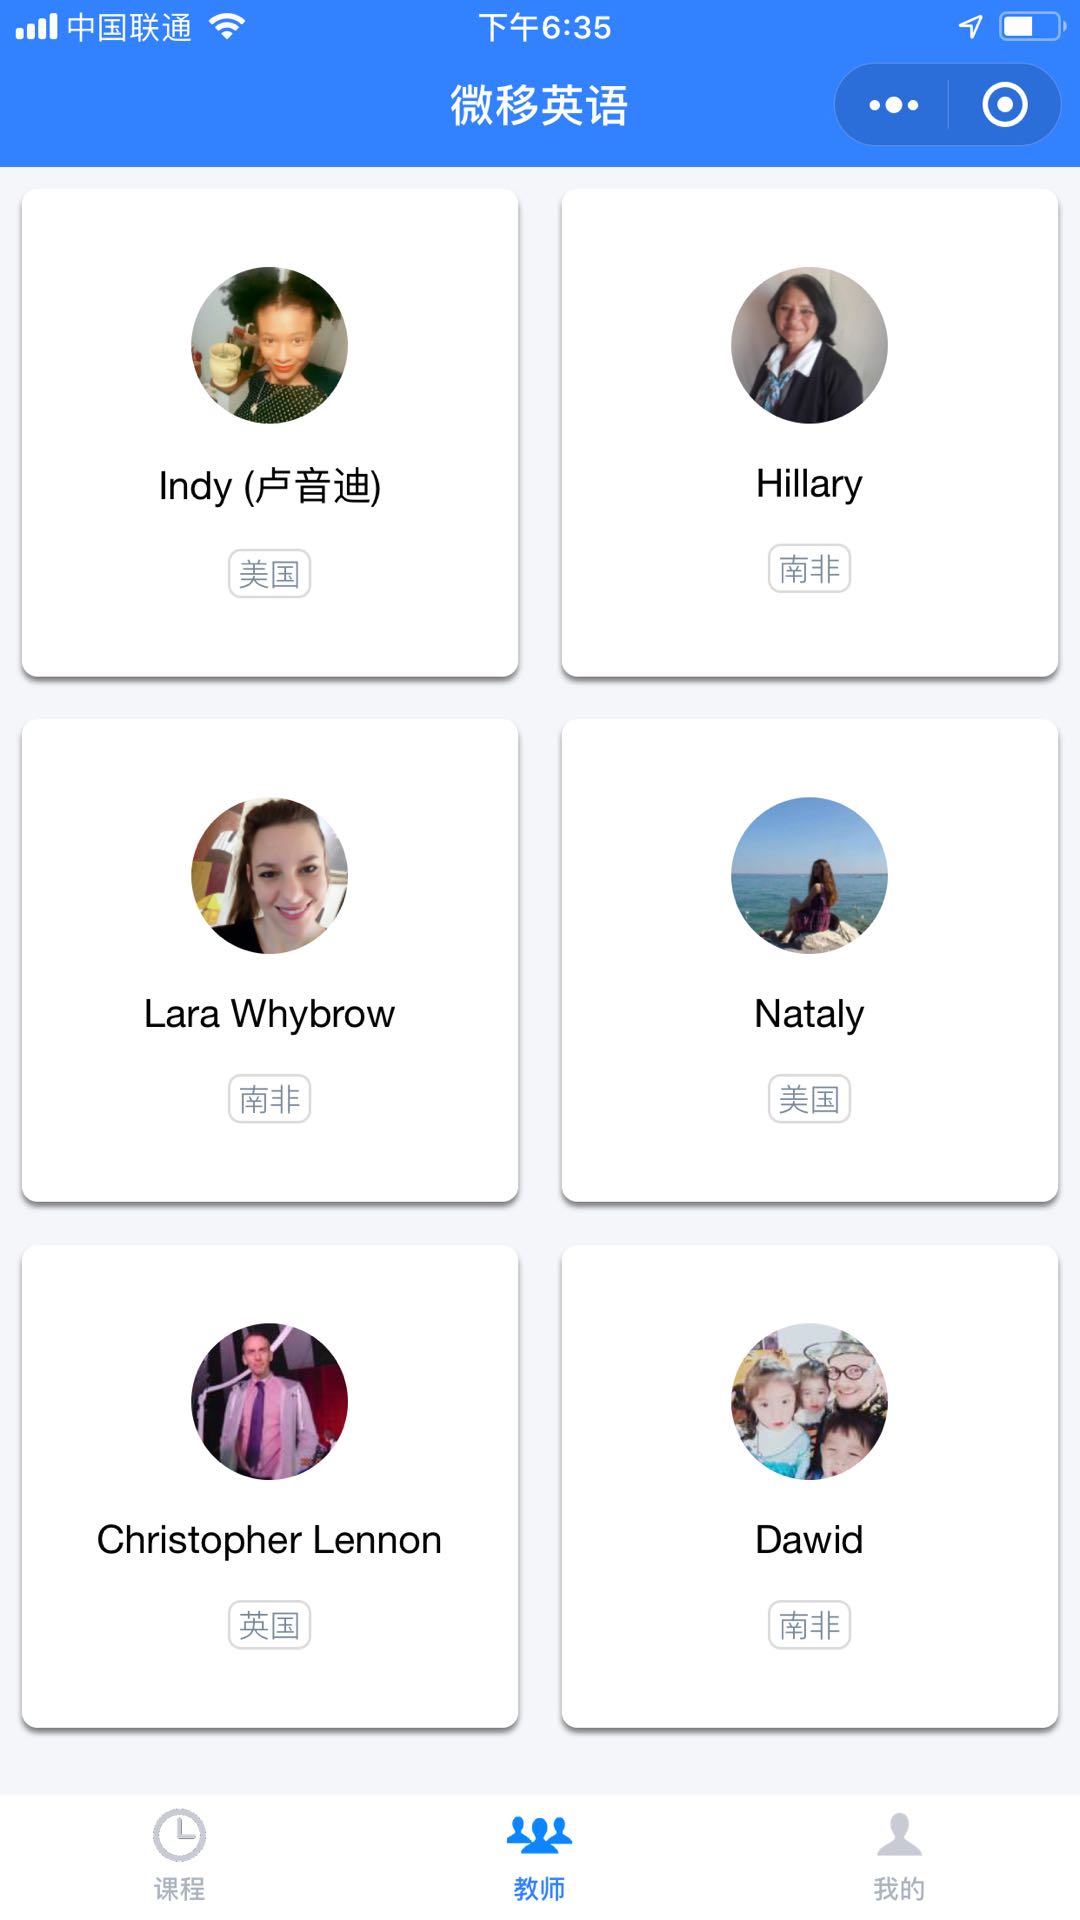 中国联通
下午6:35
微移英语
Indy (卢音迪)
美国
Hillary
南非
Lara Whybrow
南非
Nataly
美国
Christopher Lennon
英国
Dawid
南非
课程
教师
我的